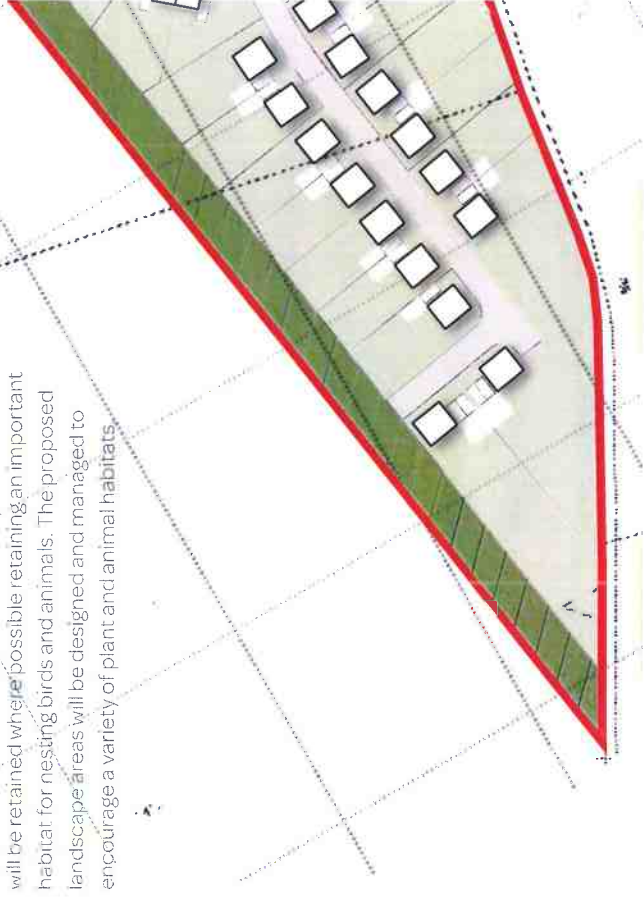 will be retained where possible retaining an important
habitat for nesting birds and animals. The proposed
landscape areas will be designed and managed to
encourage a variety of plant and animal habitats.